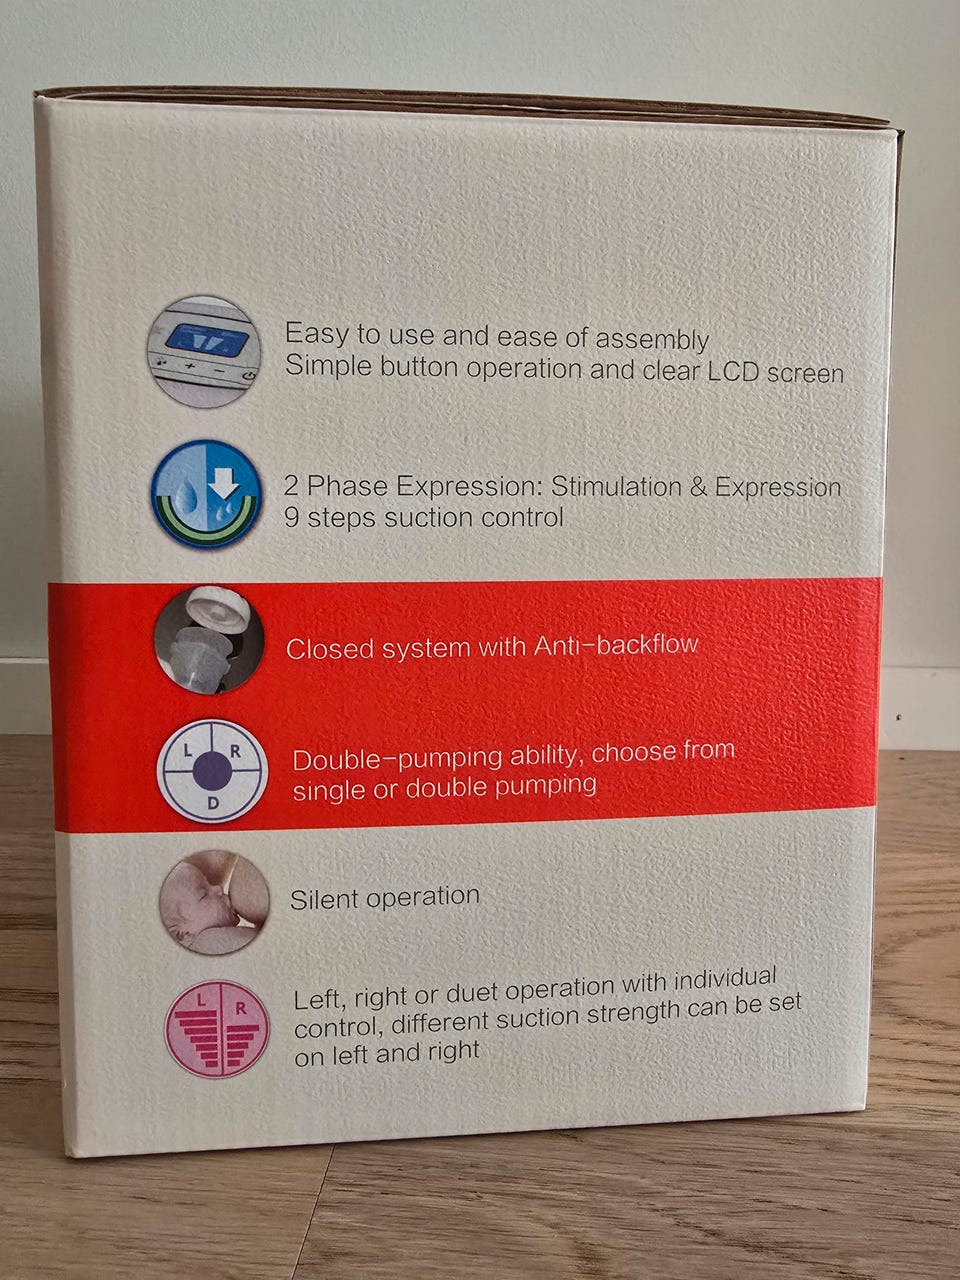 Easy to use and ease of assembly
Simple button operation and clear LCD screen
2 Phase Expression: Stimulation & Expression
9 steps suction control
Closed system with Anti-backflow
L R
D
Double-pumping ability, choose from
single or double pumping
Silent operation
L R
Left, right or duet operation with individual
control, different suction strength can be set
on left and right